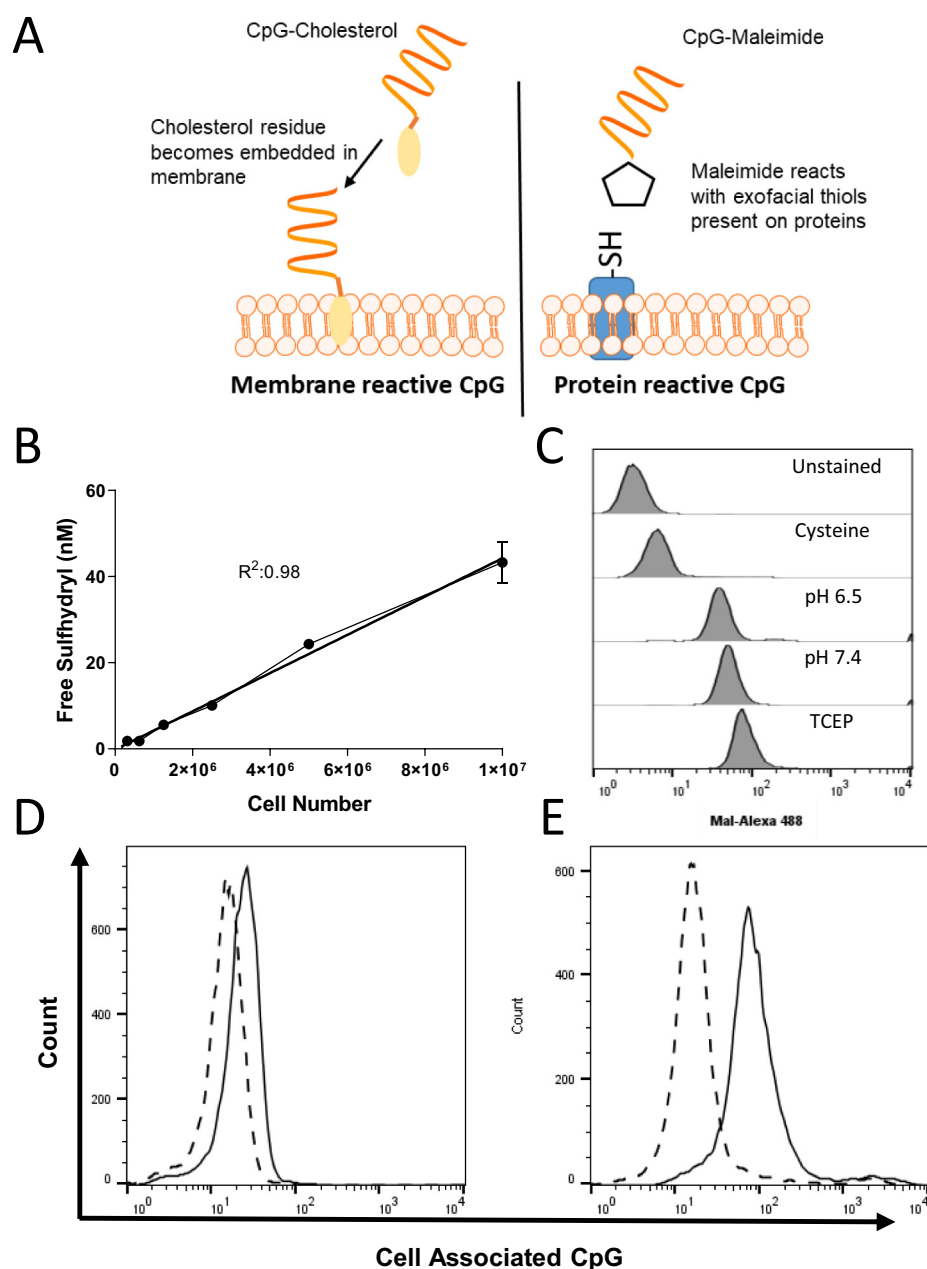 A
CpG-Cholesterol
CpG-Maleimide
Cholesterol residue
becomes embedded in
membrane
Maleimide reacts
with exofacial thiols
present on proteins
SH
Membrane reactive CpG
Protein reactive CpG
B
Free Sulfhydryl (nM)
60
40
20
0
R²:0.98
0
2×10⁶
4×10⁶
6×10⁶
8×10⁶
1×10⁷
Cell Number
C
Unstained
Cysteine
pH 6.5
pH 7.4
TCEP
10⁰
10¹
10²
10³
10⁴
Mal-Alexa 488
D
Count
600
400
200
0
10⁰
10¹
10²
10³
10⁴
E
Count
600
400
200
0
10⁰
10¹
10²
10³
10⁴
Cell Associated CpG